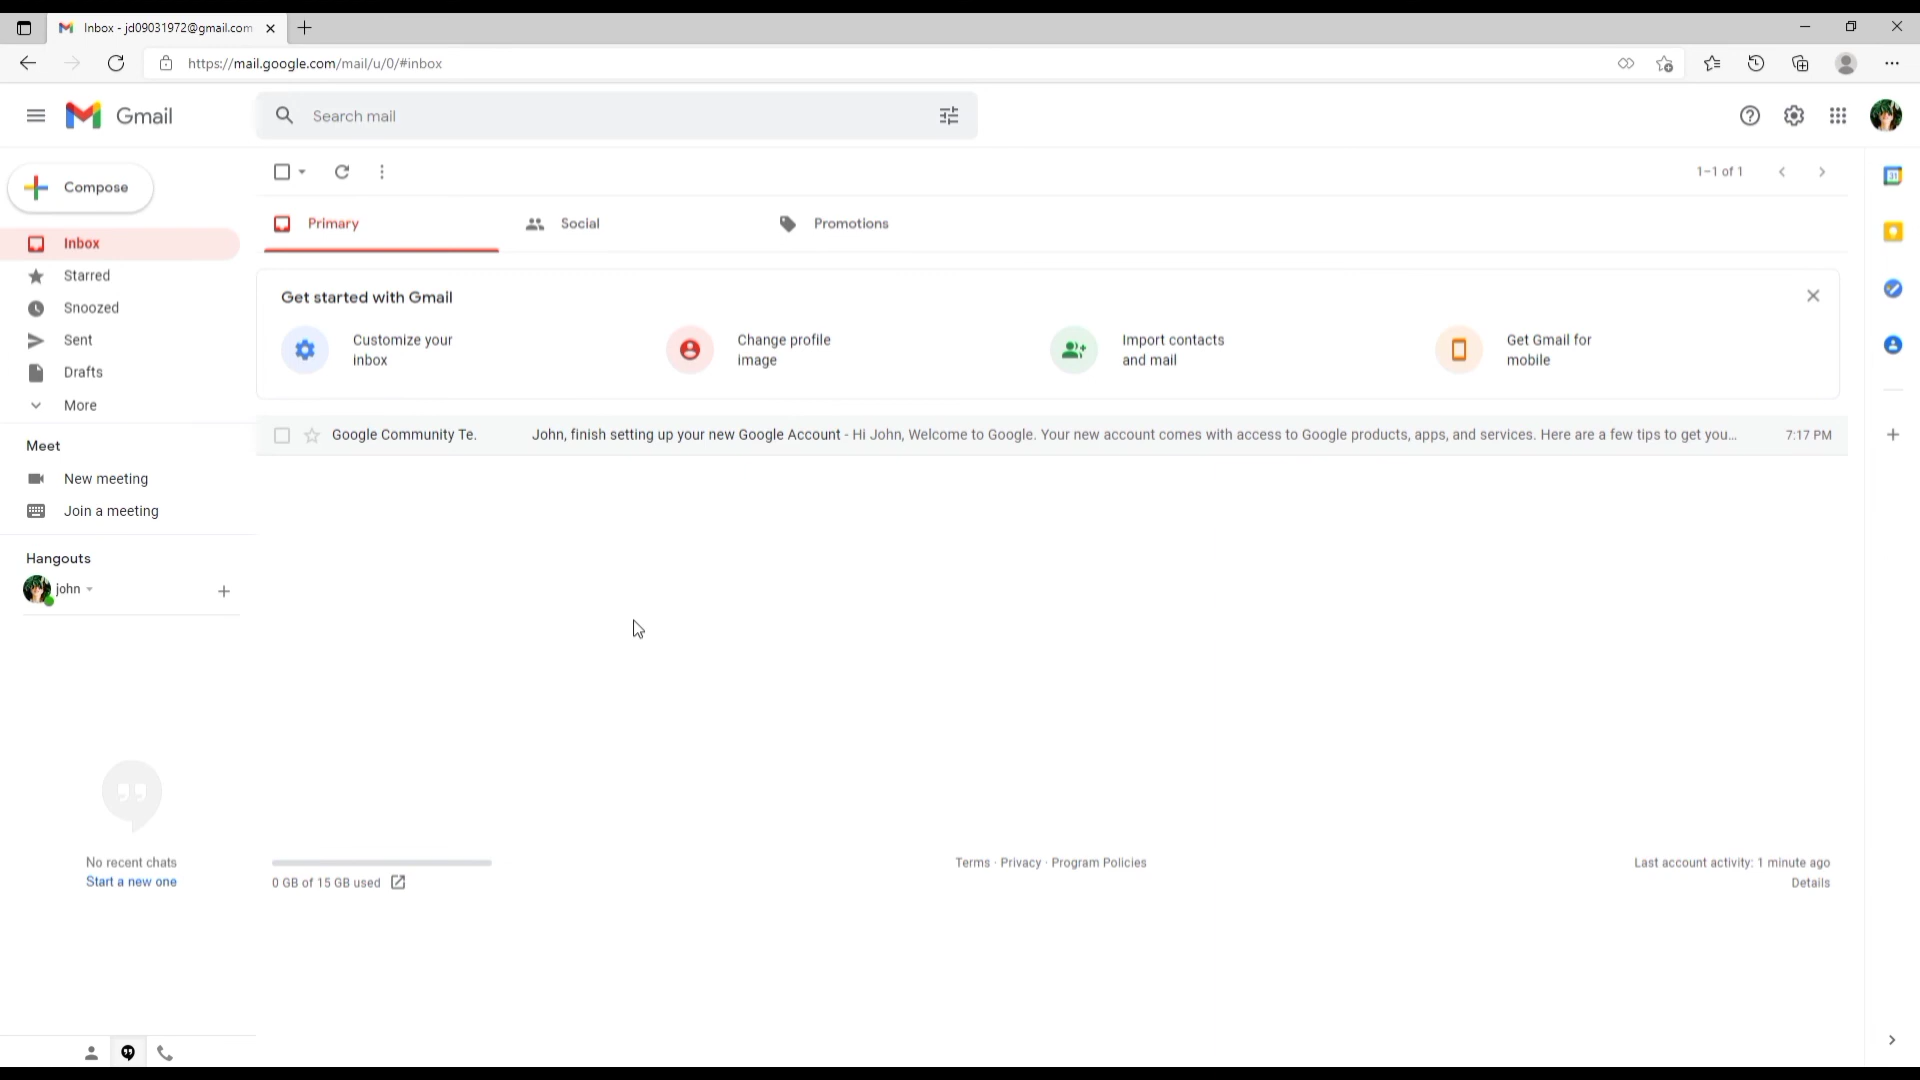 Inbox - jd09031972@gmail.com
https://mail.google.com/mail/u/0/#inbox
Gmail
Search mail
Compose
1–1 of 1
Primary
Social
Promotions
Inbox
Starred
Snoozed
Sent
Drafts
More
Get started with Gmail
Customize your
inbox
Change profile
image
Import contacts
and mail
Get Gmail for
mobile
Google Community Te.
John, finish setting up your new Google Account - Hi John, Welcome to Google. Your new account comes with access to Google products, apps, and services. Here are a few tips to get you...
7:17 PM
Meet
New meeting
Join a meeting
Hangouts
john
No recent chats
Start a new one
0 GB of 15 GB used
Terms · Privacy · Program Policies
Last account activity: 1 minute ago
Details
31